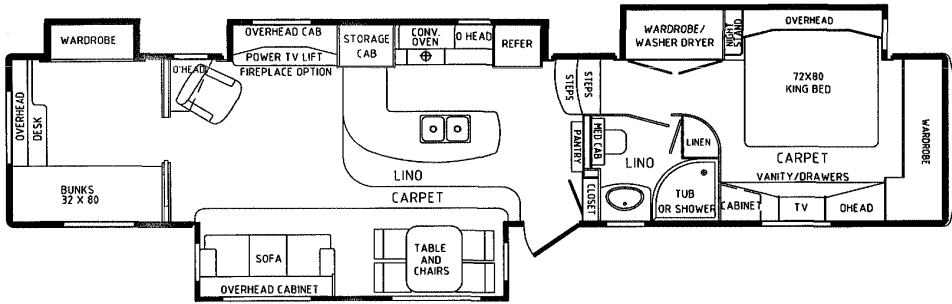 WARDROBE
OVERHEAD CAB
POWER TV LIFT
FIREPLACE OPTION
STORAGE
CAB
CONV.
OVEN
O HEAD
REFER
WARDROBE/
WASHER DRYER
NIGHT
STAND
OVERHEAD
72X80
KING BED
O'HEAD
OVERHEAD
DESK
BUNKS
32 X 80
STEPS
STEPS
PANTRY
MED CAB
CLOSET
LINO
LINEN
TUB
OR SHOWER
CARPET
VANITY/DRAWERS
CABINET
TV
OHEAD
WARDROBE
LINO
CARPET
SOFA
OVERHEAD CABINET
TABLE
AND
CHAIRS